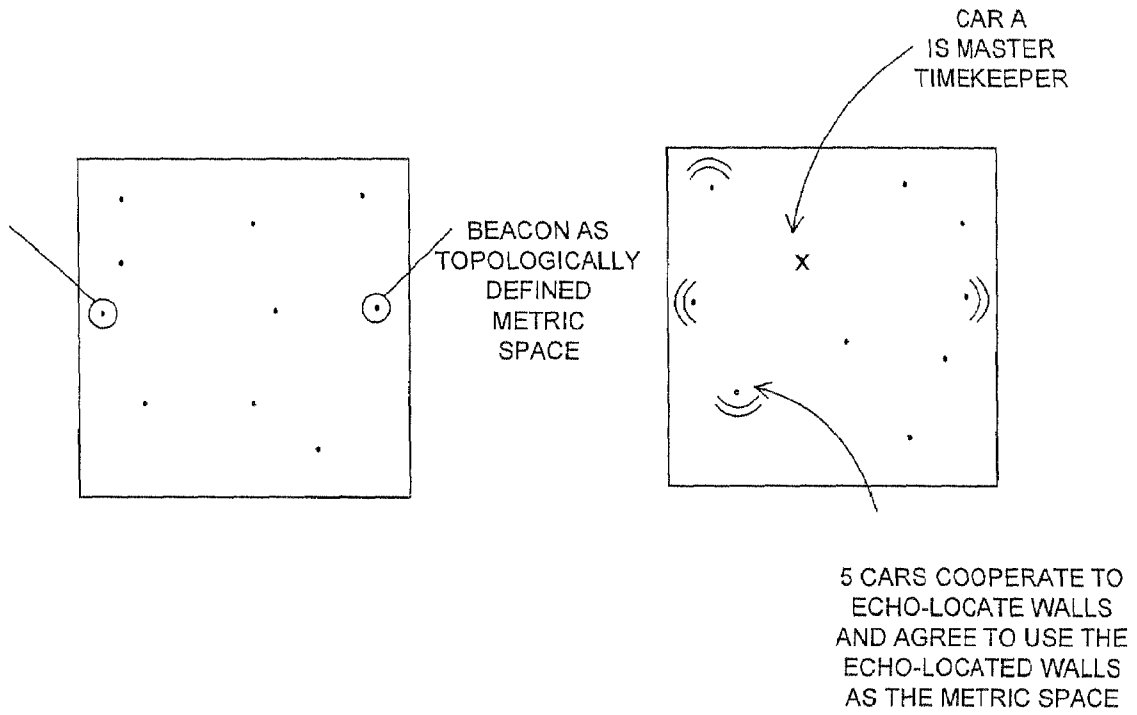 CAR A
IS MASTER
TIMEKEEPER
BEACON AS
TOPOLOGICALLY
DEFINED
METRIC
SPACE
X
5 CARS COOPERATE TO
ECHO-LOCATE WALLS
AND AGREE TO USE THE
ECHO-LOCATED WALLS
AS THE METRIC SPACE